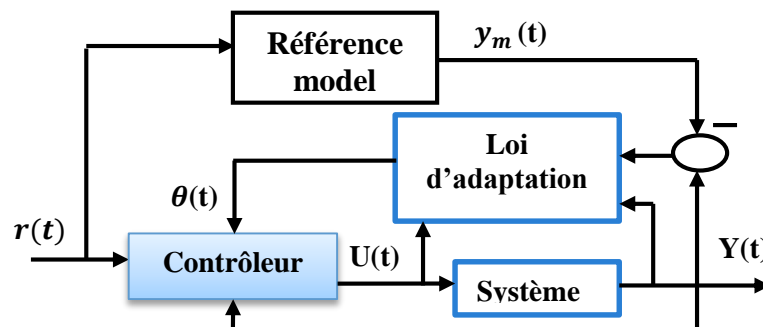 Référence
model
y_m (t)
Loi
d'adaptation
θ(t)
r(t)
Contrôleur
U(t)
Système
Y(t)
–